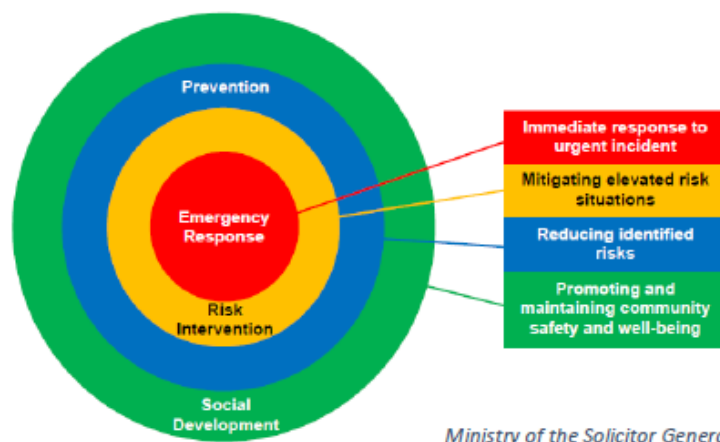 Prevention
Emergency
Response
Risk
Intervention
Social
Development
Immediate response to
urgent incident
Mitigating elevated risk
situations
Reducing identified
risks
Promoting and
maintaining community
safety and well-being
Ministry of the Solicitor Genera